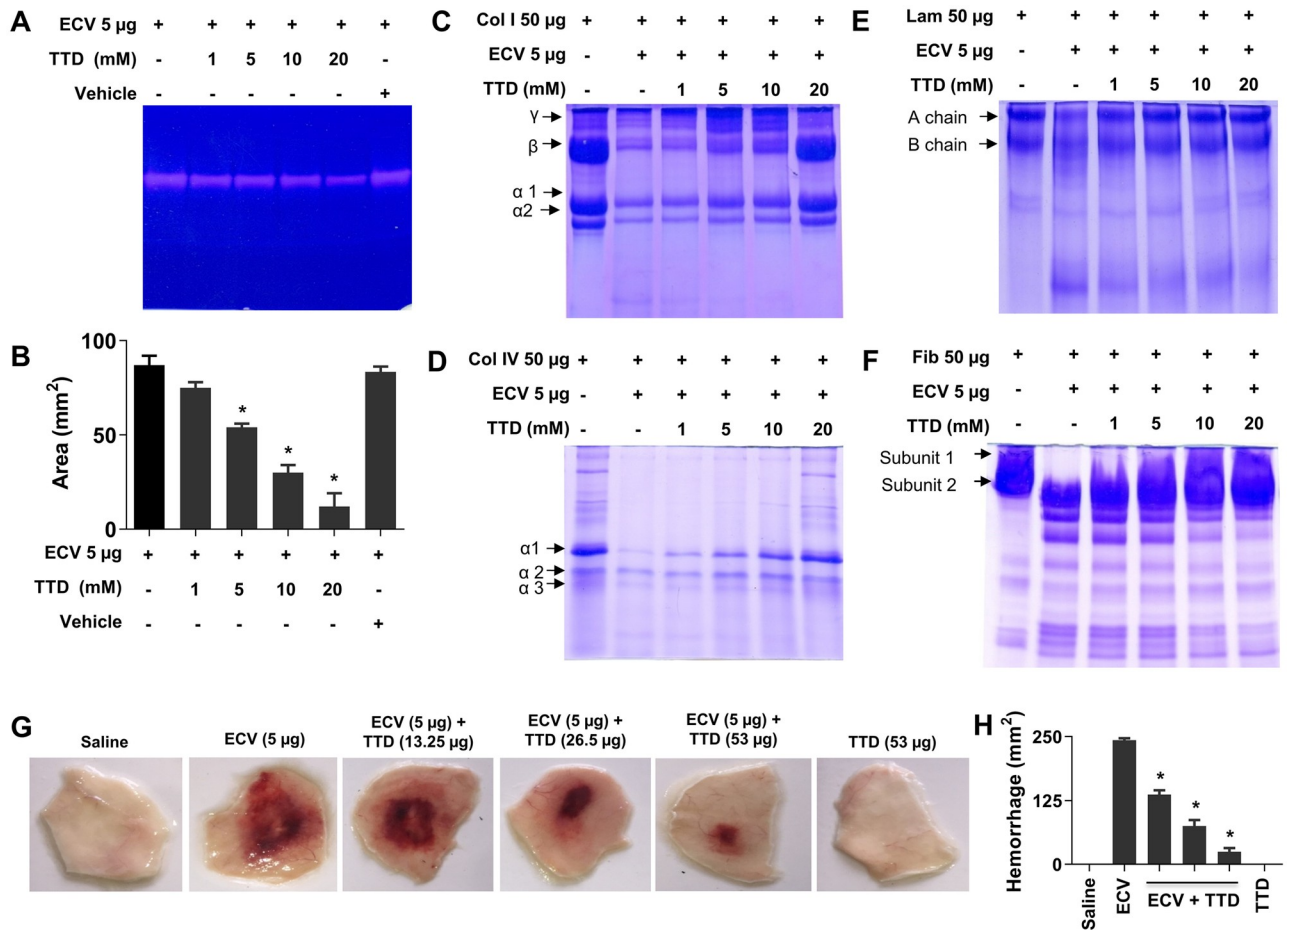 A
ECV 5 µg + + + + + +
TTD (mM) - 1 5 10 20 -
Vehicle - - - - - +
B
Area (mm2)
100
50
0
* * *
ECV 5 µg + + + + + +
TTD (mM) - 1 5 10 20 -
Vehicle - - - - - +
C
Col I 50 µg + + + + + +
ECV 5 µg - + + + + +
TTD (mM) - - 1 5 10 20
γ
β
α 1
α2
D
Col IV 50 µg + + + + + +
ECV 5 µg - + + + + +
TTD (mM) - - 1 5 10 20
α1
α 2
α 3
E
Lam 50 µg + + + + + +
ECV 5 µg - + + + + +
TTD (mM) - - 1 5 10 20
A chain
B chain
F
Fib 50 µg + + + + + +
ECV 5 µg - + + + + +
TTD (mM) - - 1 5 10 20
Subunit 1
Subunit 2
G
Saline
ECV (5 µg)
ECV (5 µg) +
TTD (13.25 µg)
ECV (5 µg) +
TTD (26.5 µg)
ECV (5 µg) +
TTD (53 µg)
TTD (53 µg)
H
Hemorrhage (mm2)
250
125
0
* * *
Saline
ECV
ECV + TTD
TTD